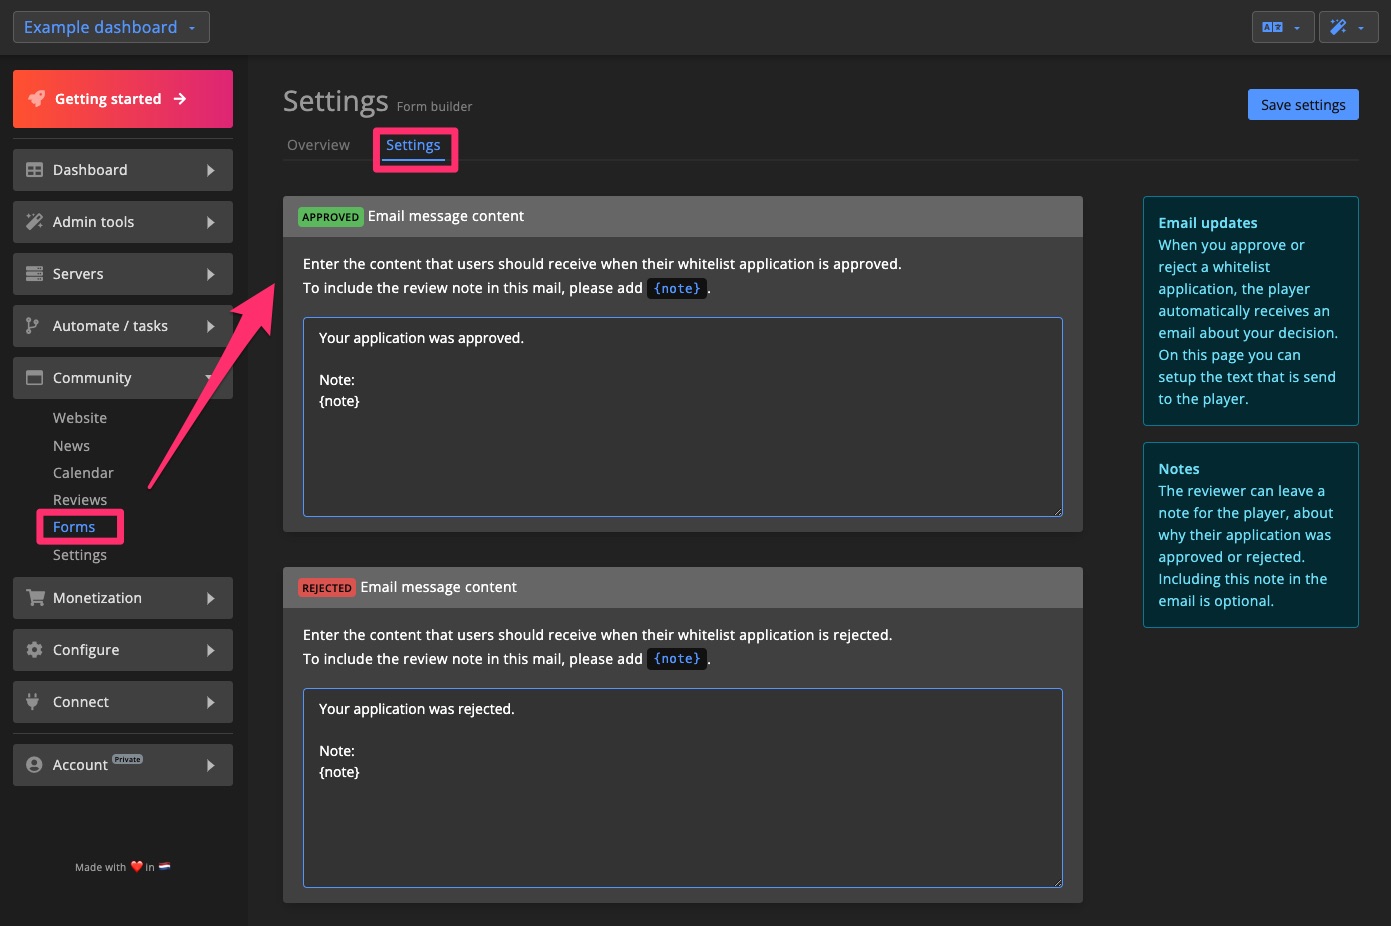 Example dashboard
Getting started
Dashboard
Admin tools
Servers
Automate / tasks
Community
Website
News
Calendar
Reviews
Forms
Settings
Monetization
Configure
Connect
Account Private
Made with ❤️ in 🇳🇱
Settings Form builder
Save settings
Overview Settings
APPROVED Email message content
Enter the content that users should receive when their whitelist application is approved.
To include the review note in this mail, please add {note}.
Your application was approved.
Note:
{note}
REJECTED Email message content
Enter the content that users should receive when their whitelist application is rejected.
To include the review note in this mail, please add {note}.
Your application was rejected.
Note:
{note}
Email updates
When you approve or
reject a whitelist
application, the player
automatically receives an
email about your decision.
On this page you can
setup the text that is send
to the player.
Notes
The reviewer can leave a
note for the player, about
why their application was
approved or rejected.
Including this note in the
email is optional.